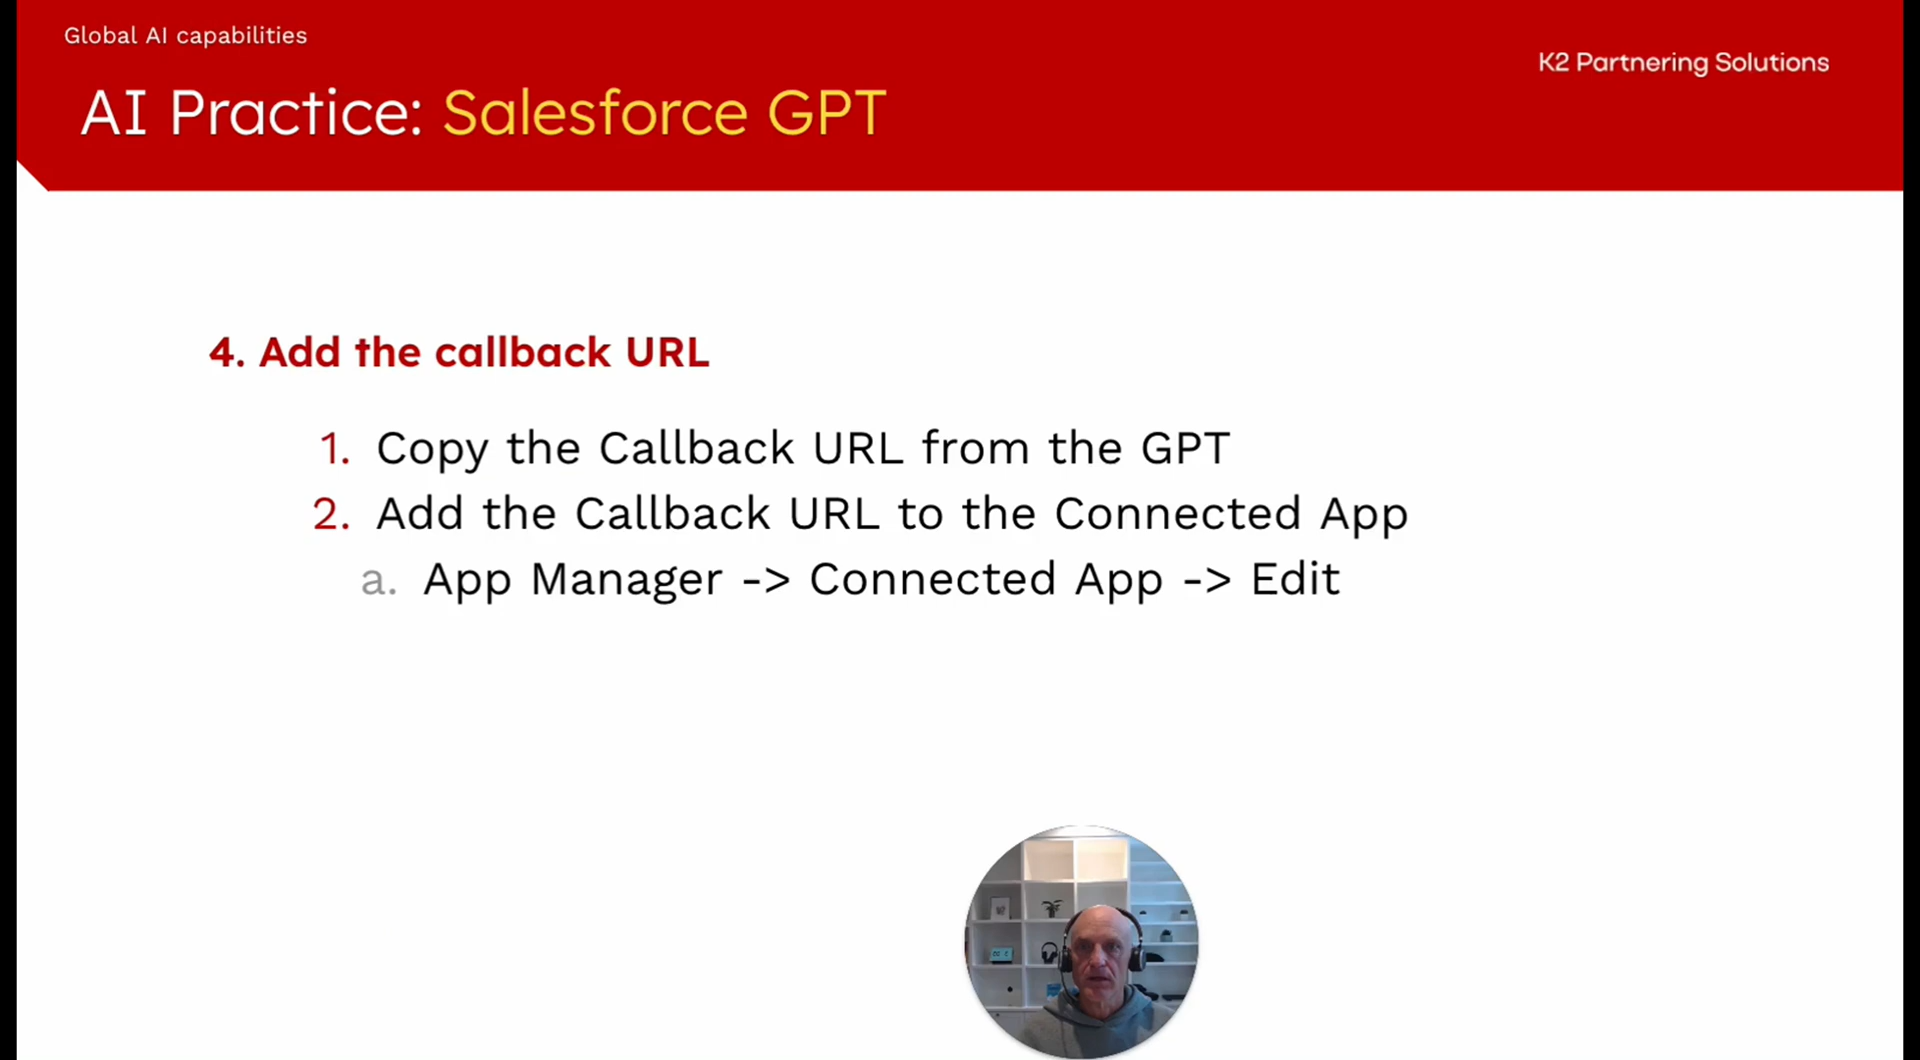 Global AI capabilities
K2 Partnering Solutions
AI Practice: Salesforce GPT
4. Add the callback URL
1. Copy the Callback URL from the GPT
2. Add the Callback URL to the Connected App
a. App Manager -> Connected App -> Edit